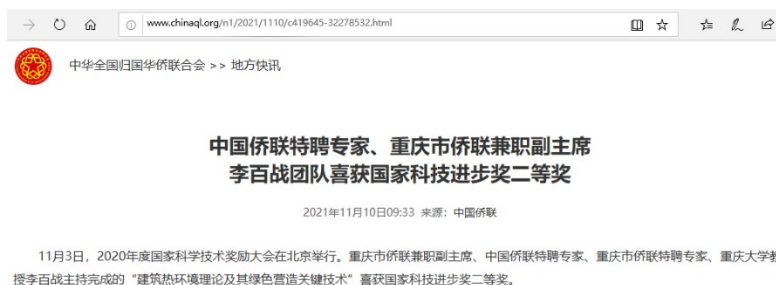 www.chinaql.org/n1/2021/1110/c419645-32278532.html
中华全国归国华侨联合会 >> 地方快讯
中国侨联特聘专家、重庆市侨联兼职副主席
李百战团队喜获国家科技进步奖二等奖
2021年11月10日09:33 来源：中国侨联
11月3日，2020年度国家科学技术奖励大会在北京举行。重庆市侨联兼职副主席、中国侨联特聘专家、重庆市侨联特聘专家、重庆大学教
授李百战主持完成的“建筑热环境理论及其绿色营造关键技术”喜获国家科技进步奖二等奖。